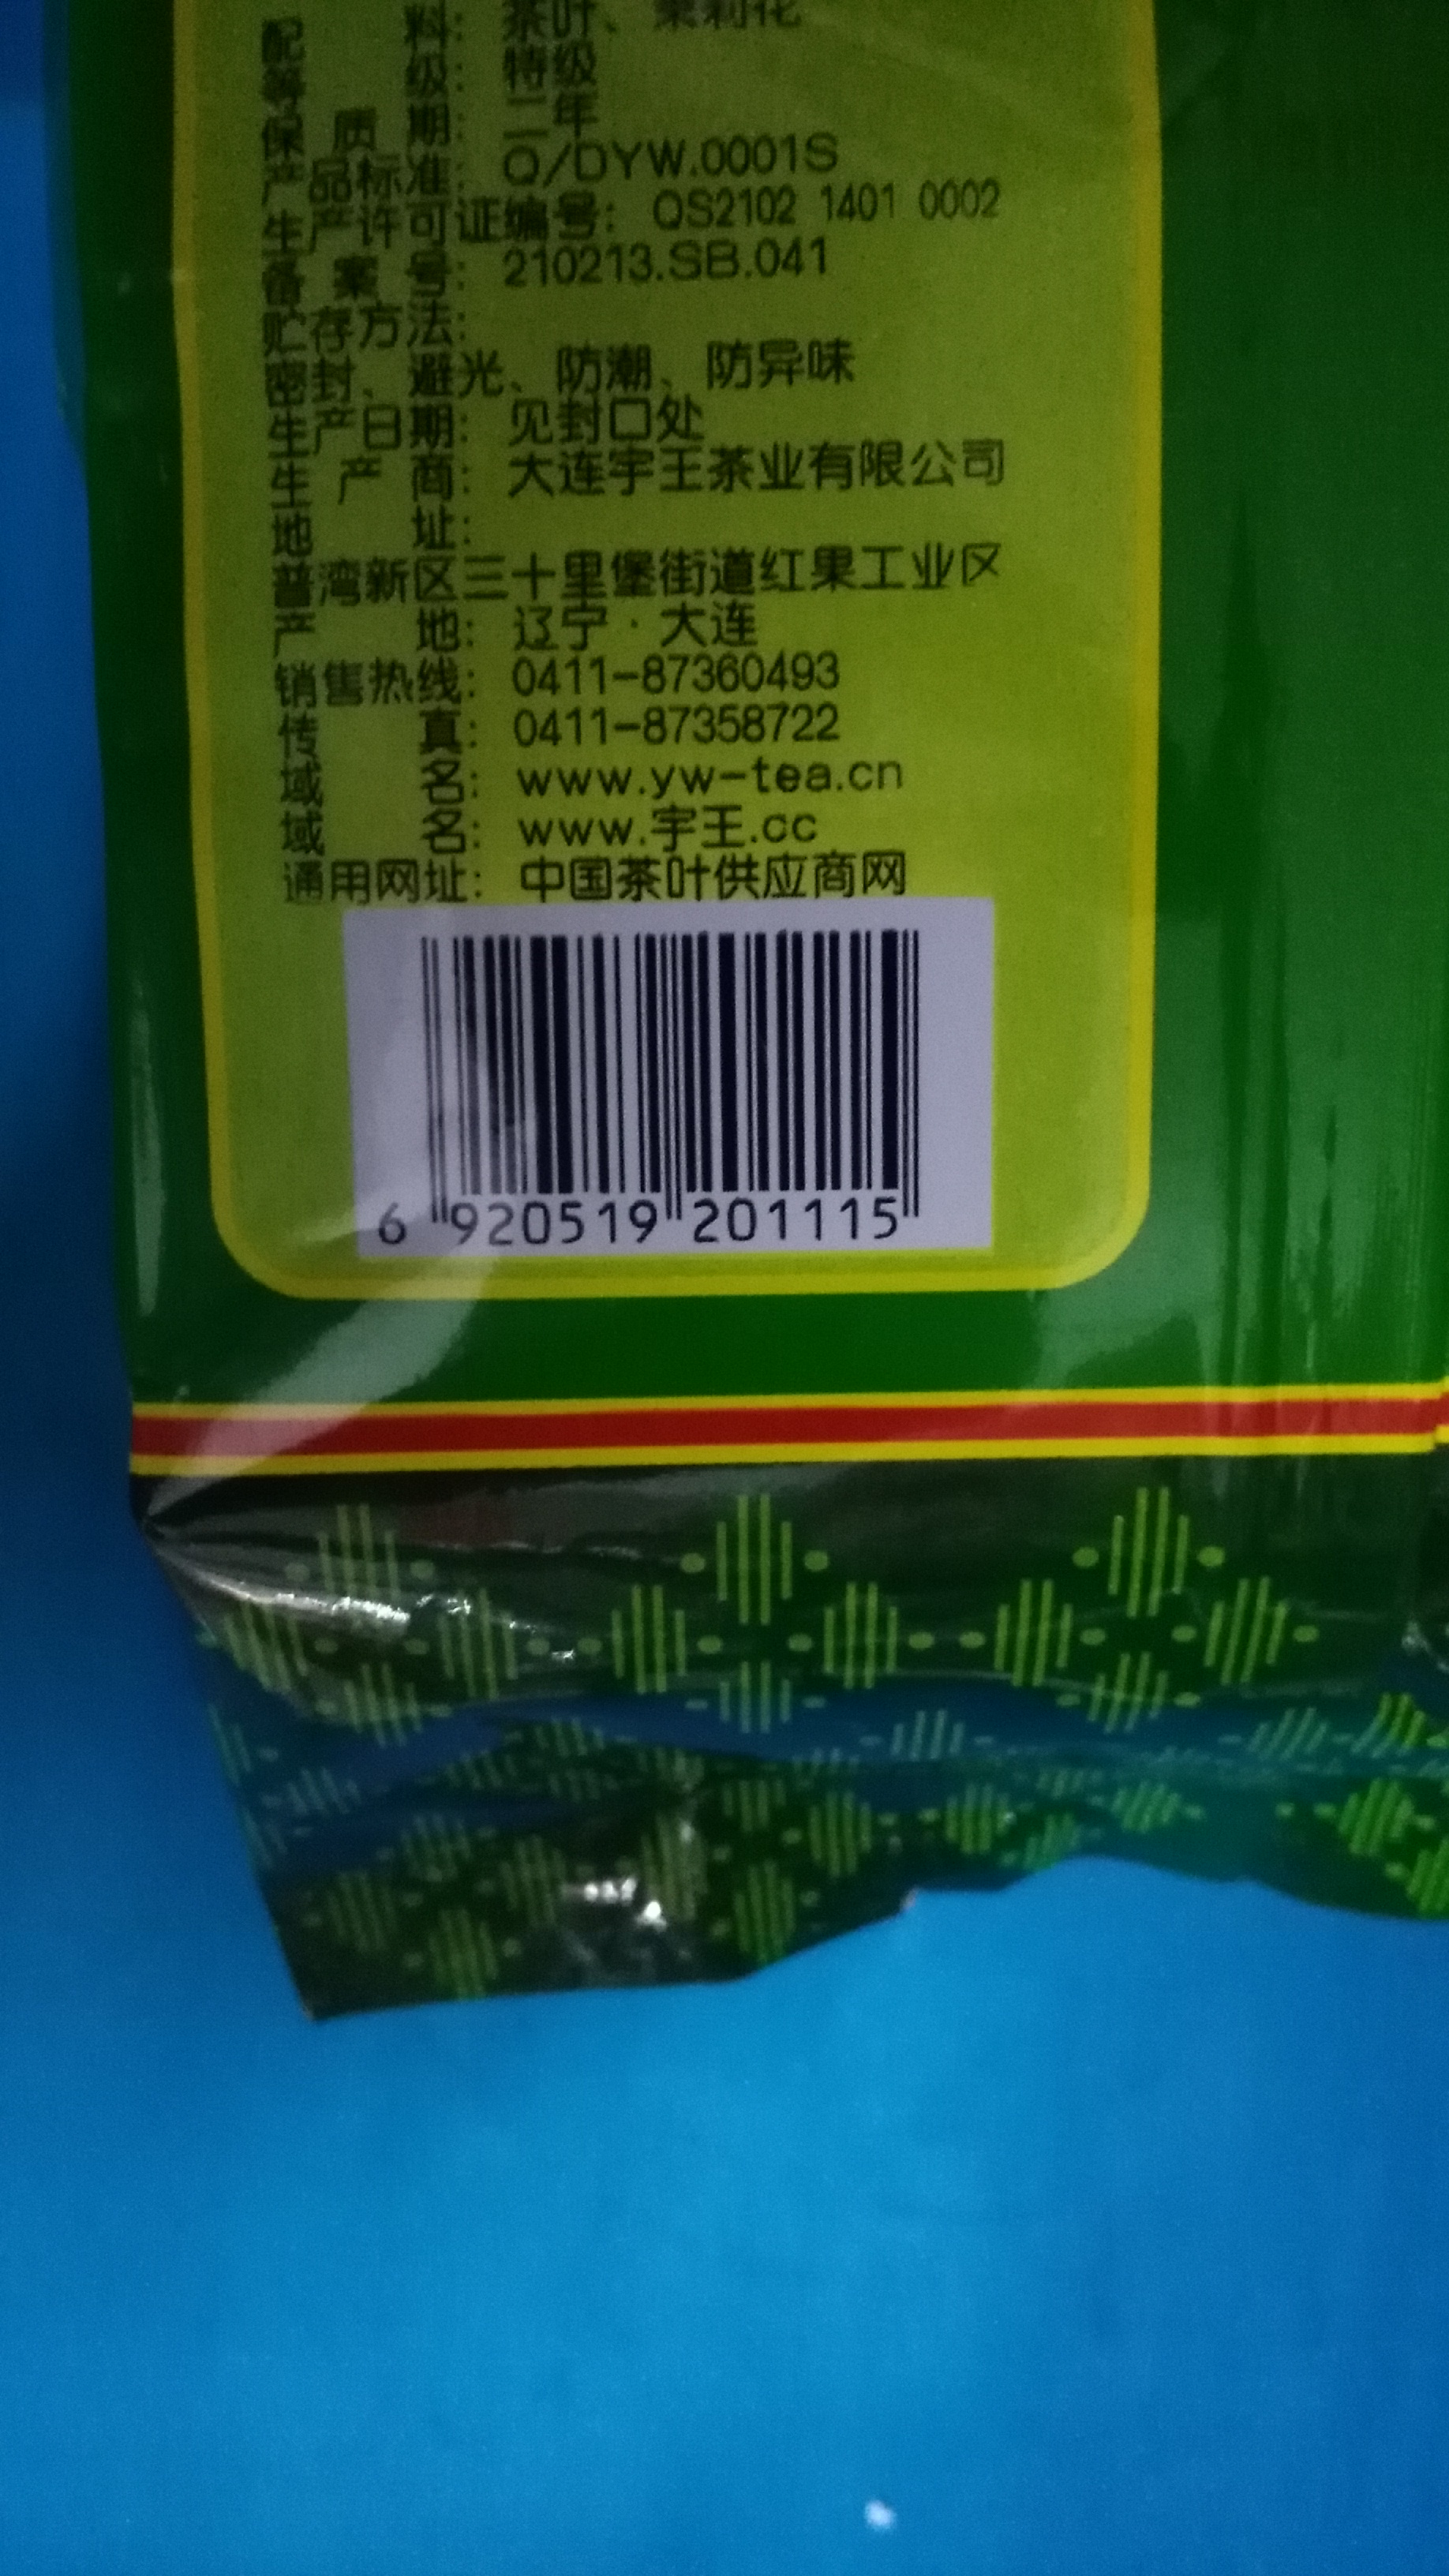 配料：茶叶、茉莉花
等级：特级
保质期：二年
产品标准：Q/DYW.0001S
生产许可证编号：QS2102 1401 0002
备案号：210213.SB.041
贮存方法：
密封、避光、防潮、防异味
生产日期：见封口处
生产商：大连宇王茶业有限公司
地址：
普湾新区三十里堡街道红果工业区
产地：辽宁·大连
销售热线：0411-87360493
传真：0411-87358722
域名：www.yw-tea.cn
域名：www.宇王.cc
通用网址：中国茶叶供应商网
6 920519 201115